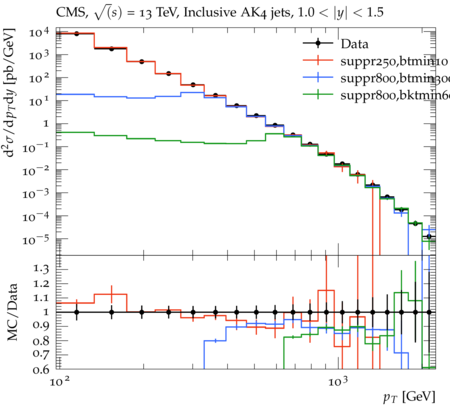 CMS, √(s) = 13 TeV, Inclusive AK4 jets, 1.0 < |y| < 1.5
d²σ/dp_T dy [pb/GeV]
10⁴
10³
10²
10¹
1
10⁻¹
10⁻²
10⁻³
10⁻⁴
10⁻⁵
Data
suppr250,btmin10
suppr800,btmin300
suppr800,bktmin60
MC/Data
1.3
1.2
1.1
1
0.9
0.8
0.7
0.6
10²
10³
p_T [GeV]